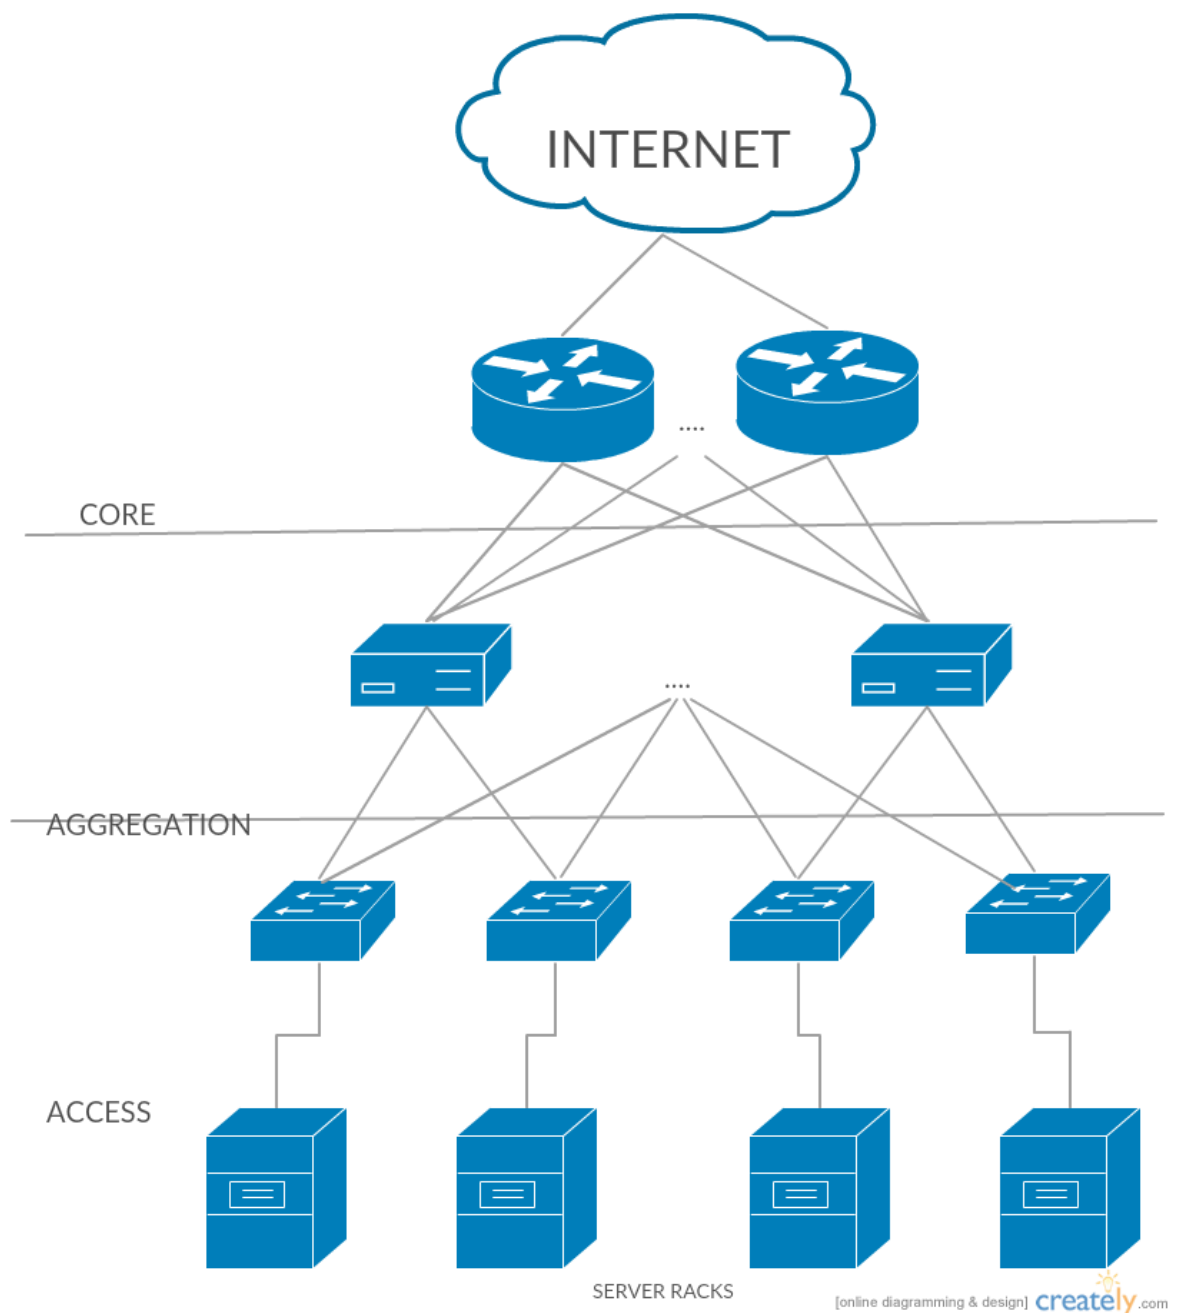 INTERNET
....
CORE
....
AGGREGATION
ACCESS
SERVER RACKS
[online diagramming & design] creately.com